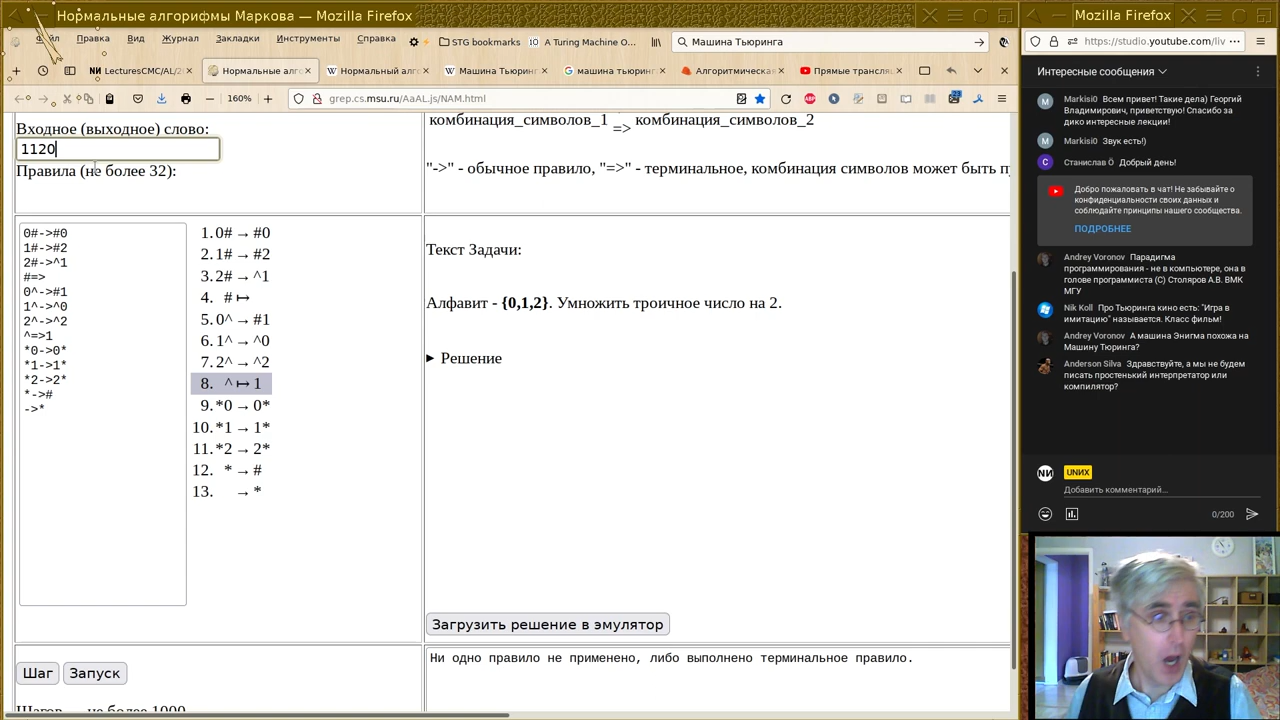 Нормальные алгорифмы Маркова — Mozilla Firefox
Mozilla Firefox
Файл Правка Вид Журнал Закладки Инструменты Справка
STG bookmarks
A Turing Machine O...
Машина Тьюринга
https://studio.youtube.com/liv
LecturesCMC/AL/2
Нормальные алг
Нормальный алго
Машина Тьюринг
машина тьюринг
Алгоритмическая
Прямые трансля
160%
grep.cs.msu.ru/AaAL.js/NAM.html
Входное (выходное) слово:
1120
Правила (не более 32):
комбинация_символов_1 => комбинация_символов_2
"->" - обычное правило, "=>" - терминальное, комбинация символов может быть п
0#->#0
1#->#2
2#->^1
#=>
0^->#1
1^->^0
2^->^2
^=>1
*0->0*
*1->1*
*2->2*
*->#
->*
1. 0# → #0
2. 1# → #2
3. 2# → ^1
4. # ↦
5. 0^ → #1
6. 1^ → ^0
7. 2^ → ^2
8. ^ ↦ 1
9. *0 → 0*
10. *1 → 1*
11. *2 → 2*
12. * → #
13. → *
Текст Задачи:
Алфавит - {0,1,2}. Умножить троичное число на 2.
▸ Решение
Загрузить решение в эмулятор
Шаг Запуск
Ни одно правило не применено, либо выполнено терминальное правило.
Шагов — не более 1000
Интересные сообщения
Markisi0 Всем привет! Такие дела) Георгий
Владимирович, приветствую! Спасибо за
дико интересные лекции!
Markisi0 Звук есть!)
Станислав Ö Добрый день!
Добро пожаловать в чат! Не забывайте о
конфиденциальности своих данных и
соблюдайте принципы нашего сообщества.
ПОДРОБНЕЕ
Andrey Voronov Парадигма
программирования - не в компьютере, она в
голове программиста (С) Столяров А.В. ВМК
МГУ
Nik Koll Про Тьюринга кино есть: "Игра в
имитацию" называется. Класс фильм!
Andrey Voronov А машина Энигма похожа на
Машину Тюринга?
Anderson Silva Здравствуйте, а мы не будем
писать простенький интерпретатор или
компилятор?
UNИX
Добавить комментарий...
0/200